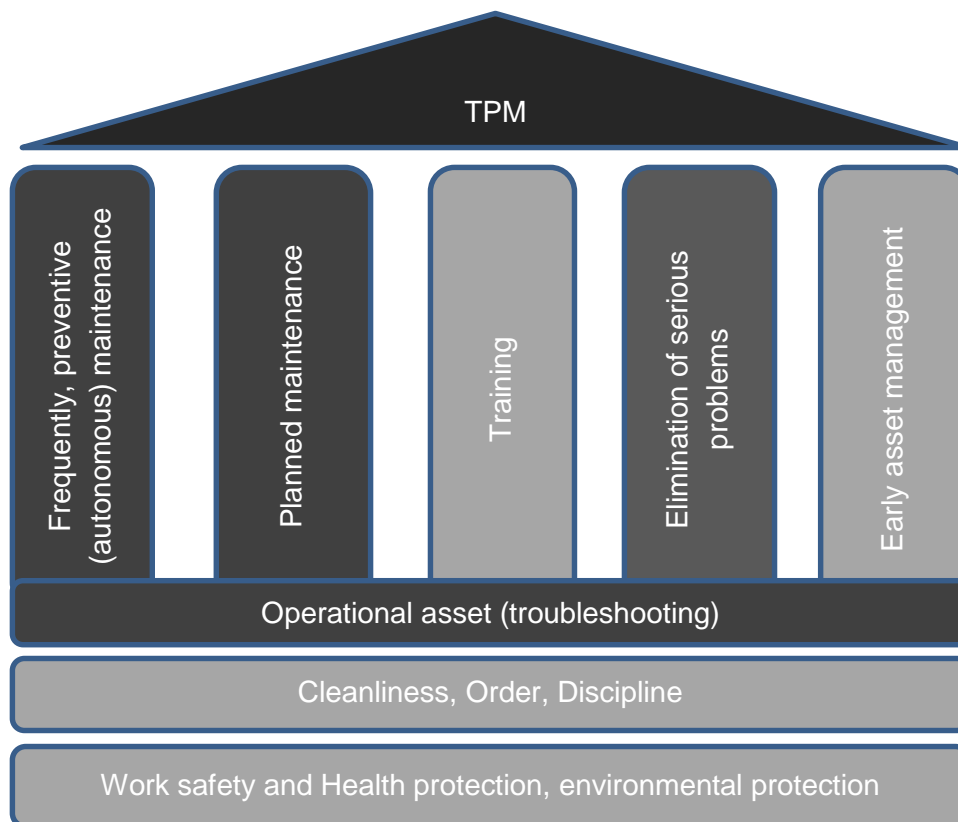 TPM
Frequently, preventive
(autonomous) maintenance
Planned maintenance
Training
Elimination of serious
problems
Early asset management
Operational asset (troubleshooting)
Cleanliness, Order, Discipline
Work safety and Health protection, environmental protection